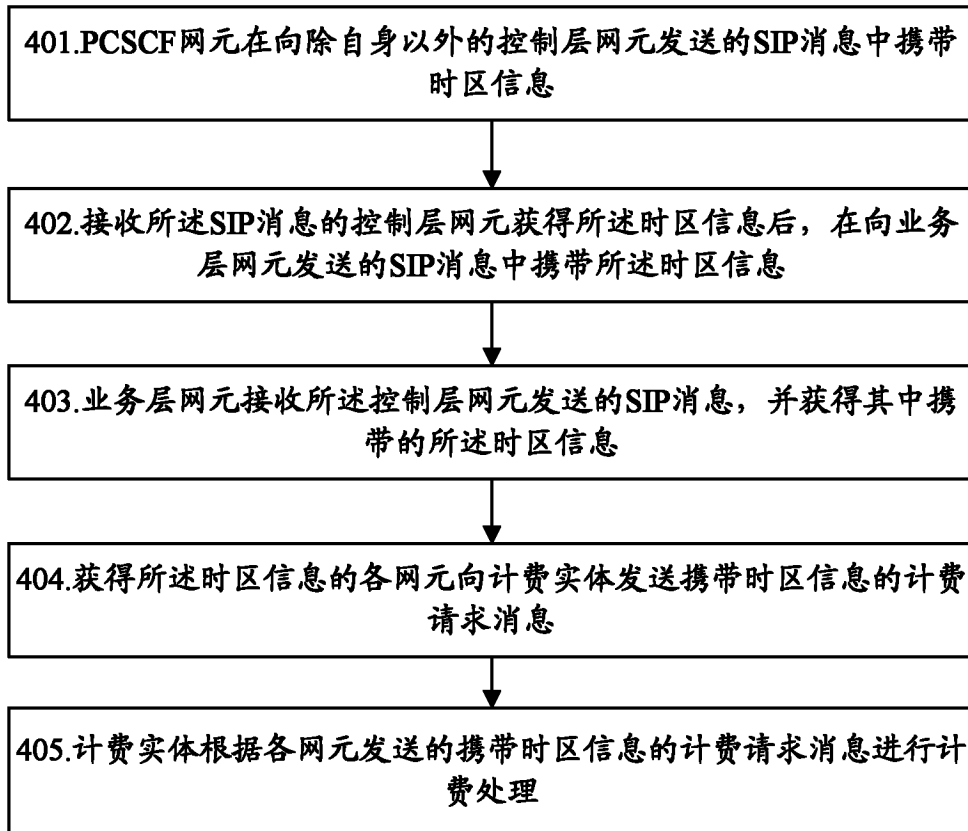 401.PCSCF网元在向除自身以外的控制层网元发送的SIP消息中携带
时区信息
402.接收所述SIP消息的控制层网元获得所述时区信息后，在向业务
层网元发送的SIP消息中携带所述时区信息
403.业务层网元接收所述控制层网元发送的SIP消息，并获得其中携
带的所述时区信息
404.获得所述时区信息的各网元向计费实体发送携带时区信息的计费
请求消息
405.计费实体根据各网元发送的携带时区信息的计费请求消息进行计
费处理